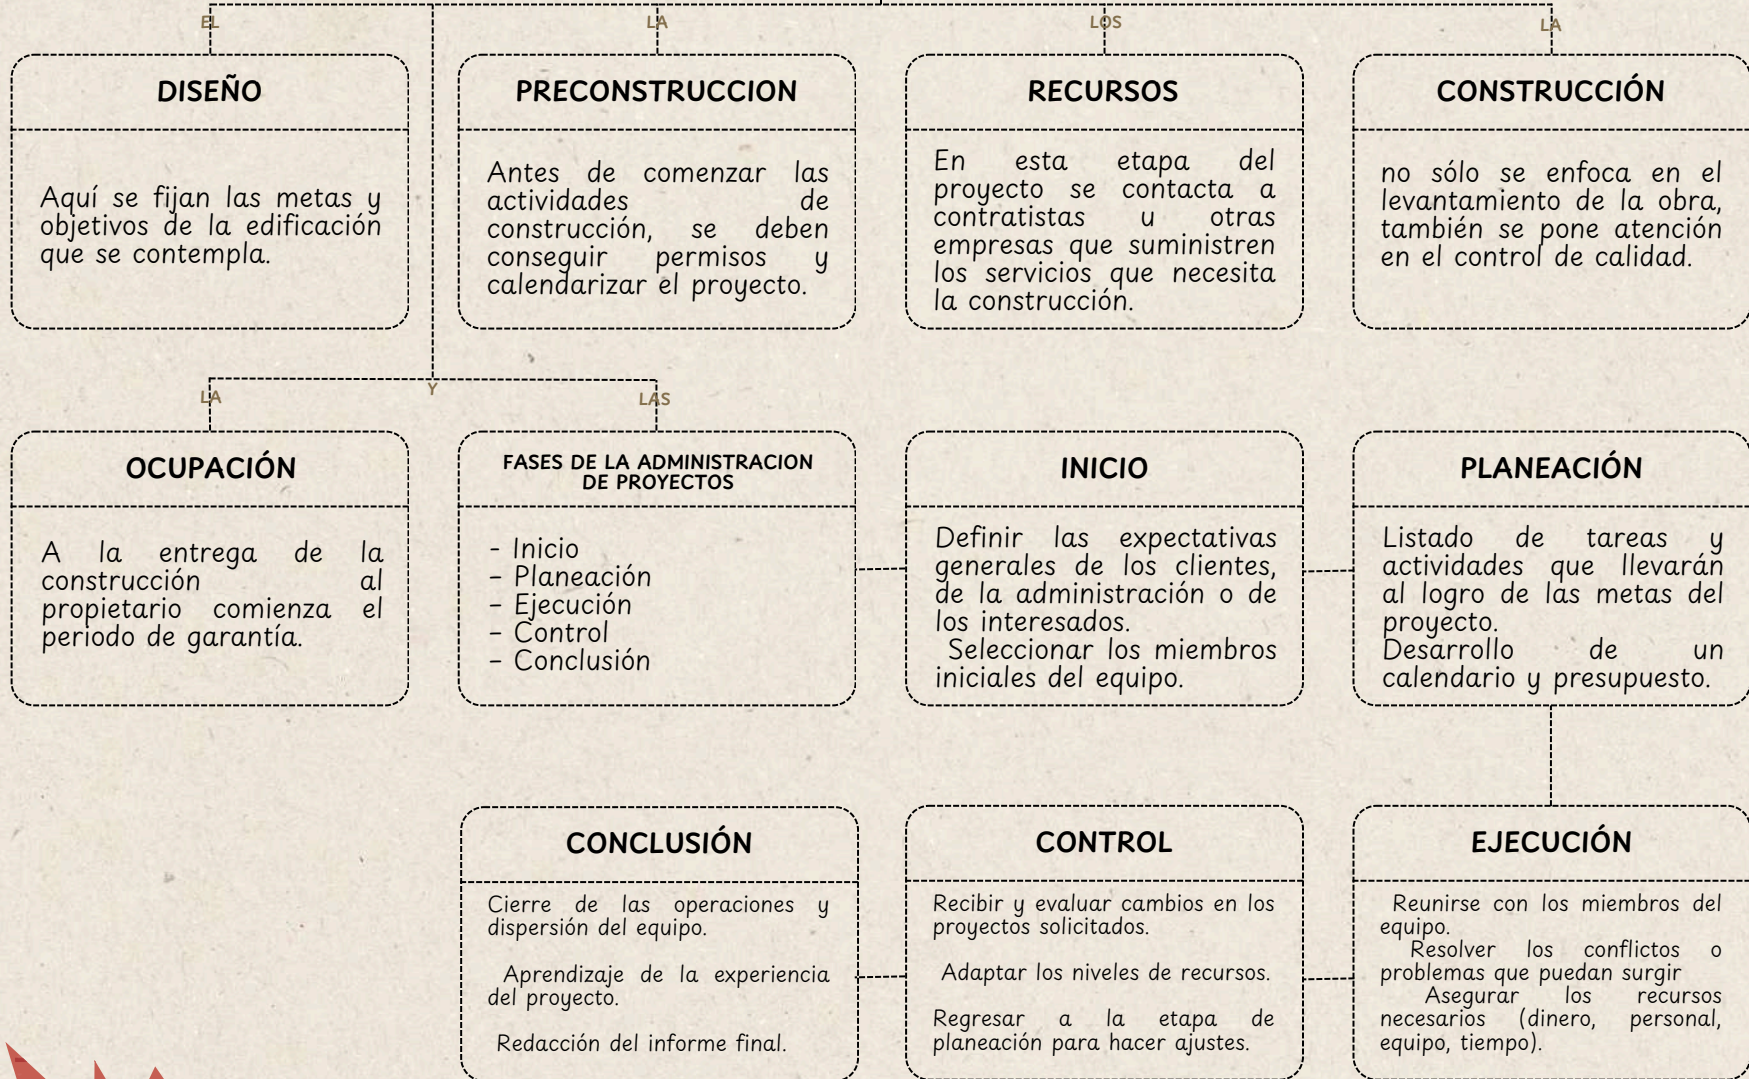 EL
LA
LOS
LA
DISEÑO
Aquí se fijan las metas y
objetivos de la edificación
que se contempla.
PRECONSTRUCCION
Antes de comenzar las
actividades de
construcción, se deben
conseguir permisos y
calendarizar el proyecto.
RECURSOS
En esta etapa del
proyecto se contacta a
contratistas u otras
empresas que suministren
los servicios que necesita
la construcción.
CONSTRUCCIÓN
no sólo se enfoca en el
levantamiento de la obra,
también se pone atención
en el control de calidad.
LA
Y
LAS
OCUPACIÓN
A la entrega de la
construcción al
propietario comienza el
periodo de garantía.
FASES DE LA ADMINISTRACION
DE PROYECTOS
- Inicio
- Planeación
- Ejecución
- Control
- Conclusión
INICIO
Definir las expectativas
generales de los clientes,
de la administración o de
los interesados.
Seleccionar los miembros
iniciales del equipo.
PLANEACIÓN
Listado de tareas y
actividades que llevarán
al logro de las metas del
proyecto.
Desarrollo de un
calendario y presupuesto.
CONCLUSIÓN
Cierre de las operaciones y
dispersión del equipo.
Aprendizaje de la experiencia
del proyecto.
Redacción del informe final.
CONTROL
Recibir y evaluar cambios en los
proyectos solicitados.
Adaptar los niveles de recursos.
Regresar a la etapa de
planeación para hacer ajustes.
EJECUCIÓN
Reunirse con los miembros del
equipo.
Resolver los conflictos o
problemas que puedan surgir
Asegurar los recursos
necesarios (dinero, personal,
equipo, tiempo).